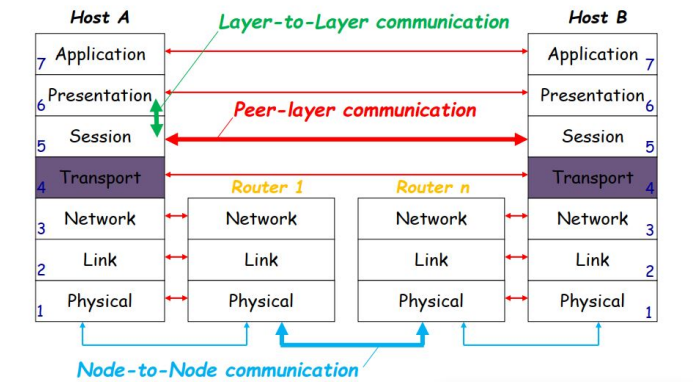 Host A
Layer-to-Layer communication
Host B
7 Application
Application 7
6 Presentation
Presentation 6
Peer-layer communication
5 Session
Session 5
4 Transport
Transport 4
Router 1
Router n
3 Network
Network
Network
Network 3
2 Link
Link
Link
Link 2
1 Physical
Physical
Physical
Physical 1
Node-to-Node communication